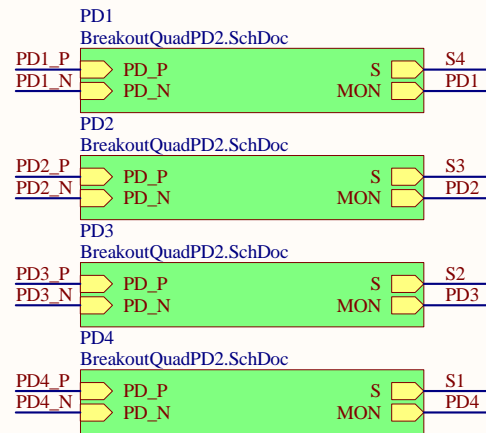 PD1
BreakoutQuadPD2.SchDoc
PD1_P PD_P S S4
PD1_N PD_N MON PD1
PD2
BreakoutQuadPD2.SchDoc
PD2_P PD_P S S3
PD2_N PD_N MON PD2
PD3
BreakoutQuadPD2.SchDoc
PD3_P PD_P S S2
PD3_N PD_N MON PD3
PD4
BreakoutQuadPD2.SchDoc
PD4_P PD_P S S1
PD4_N PD_N MON PD4